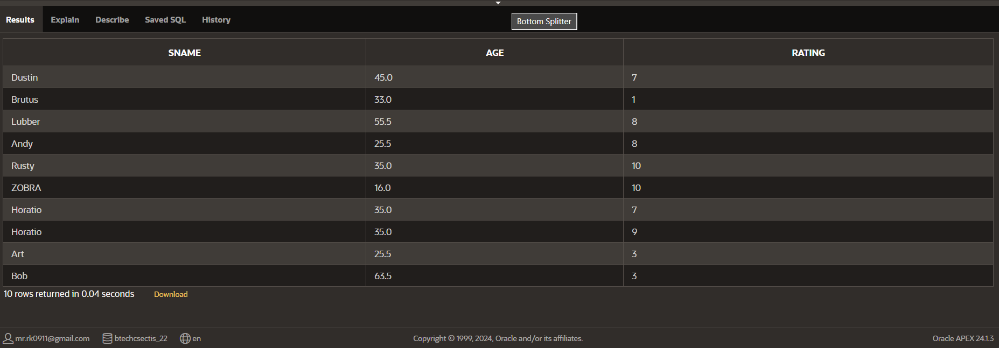 Results Explain Describe Saved SQL History Bottom Splitter
SNAME AGE RATING
Dustin 45.0 7
Brutus 33.0 1
Lubber 55.5 8
Andy 25.5 8
Rusty 35.0 10
ZOBRA 16.0 10
Horatio 35.0 7
Horatio 35.0 9
Art 25.5 3
Bob 63.5 3
10 rows returned in 0.04 seconds Download
mr.rk0911@gmail.com btechcsectis_22 en Copyright © 1999, 2024, Oracle and/or its affiliates. Oracle APEX 24.1.3